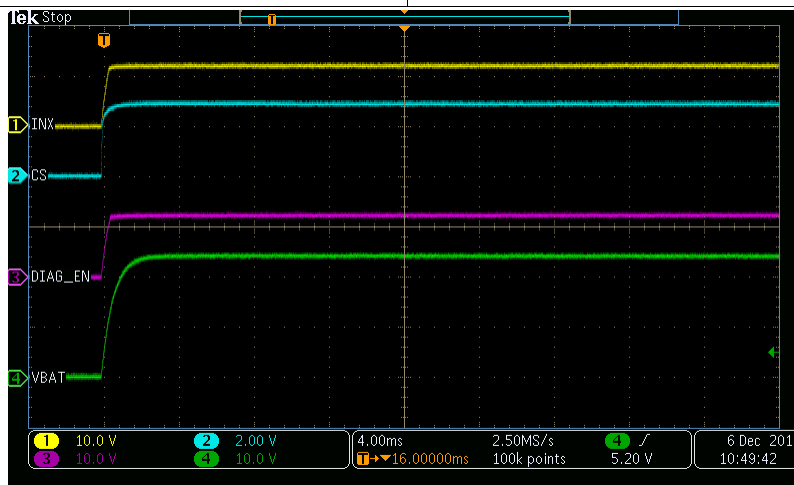 Tek Stop
T
T
1 INX
2 CS
3 DIAG_EN
4 VBAT
1 10.0 V 2 2.00 V 4.00ms 2.50MS/s 4 6 Dec 201
3 10.0 V 4 10.0 V T→▼16.00000ms 100k points 5.20 V 10:49:42